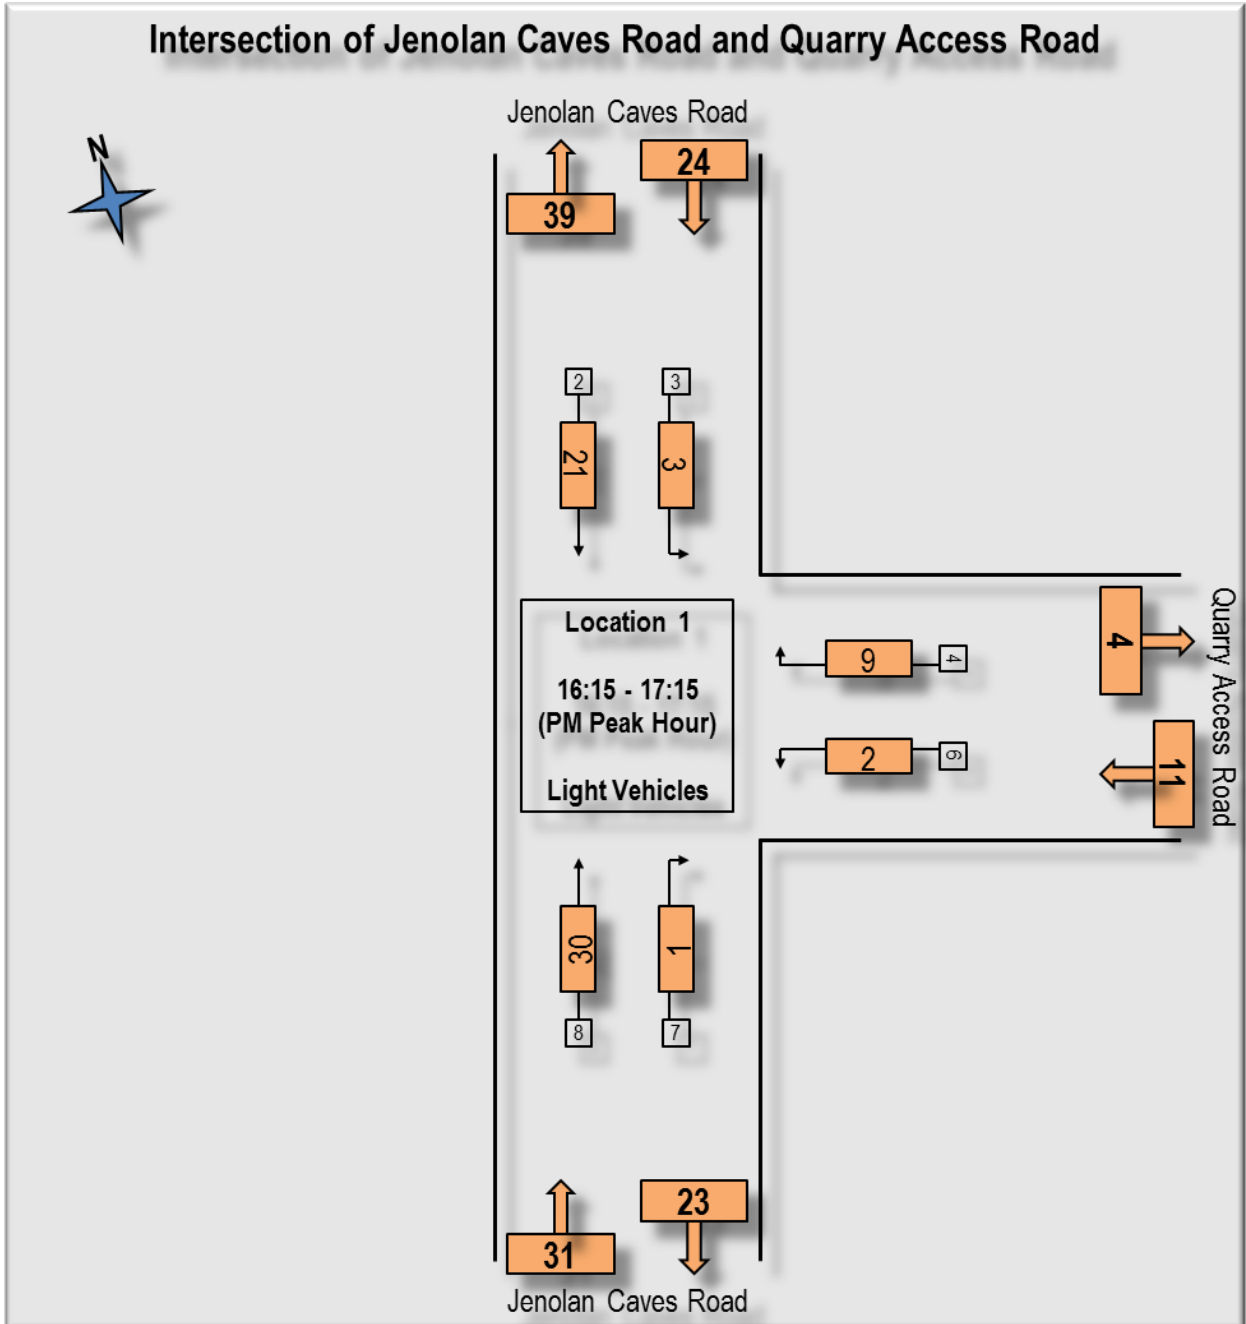 Intersection of Jenolan Caves Road and Quarry Access Road
Jenolan Caves Road
N
24
39
2
3
21
3
Location 1
16:15 - 17:15
(PM Peak Hour)
Light Vehicles
9
4
2
6
4
11
Quarry Access Road
30
1
8
7
23
31
Jenolan Caves Road